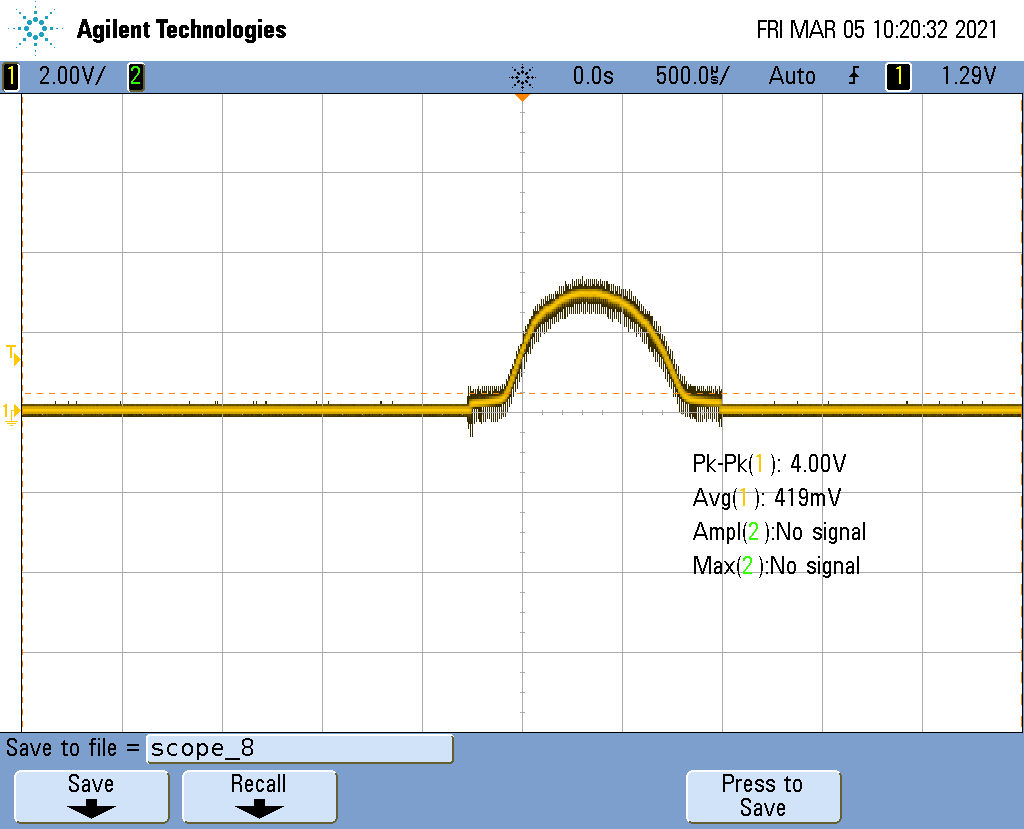 Agilent Technologies
FRI MAR 05 10:20:32 2021
1 2.00V/ 2 0.0s 500.0㎲/ Auto 1 1.29V
T
1
Pk-Pk(1): 4.00V
Avg(1): 419mV
Ampl(2):No signal
Max(2):No signal
Save to file = scope_8
Save
Recall
Press to
Save